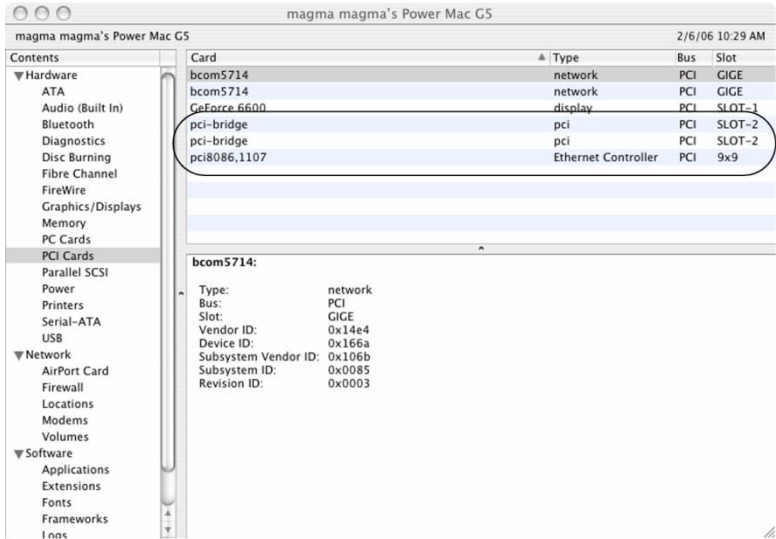 magma magma's Power Mac G5
magma magma's Power Mac G5 2/6/06 10:29 AM
Contents
▼Hardware
ATA
Audio (Built In)
Bluetooth
Diagnostics
Disc Burning
Fibre Channel
FireWire
Graphics/Displays
Memory
PC Cards
PCI Cards
Parallel SCSI
Power
Printers
Serial-ATA
USB
▼Network
AirPort Card
Firewall
Locations
Modems
Volumes
▼Software
Applications
Extensions
Fonts
Frameworks
Logs
Card Type Bus Slot
bcom5714 network PCI GIGE
bcom5714 network PCI GIGE
GeForce 6600 display PCI SLOT-1
pci-bridge pci PCI SLOT-2
pci-bridge pci PCI SLOT-2
pci8086,1107 Ethernet Controller PCI 9x9
bcom5714:
Type: network
Bus: PCI
Slot: GIGE
Vendor ID: 0x14e4
Device ID: 0x166a
Subsystem Vendor ID: 0x106b
Subsystem ID: 0x0085
Revision ID: 0x0003